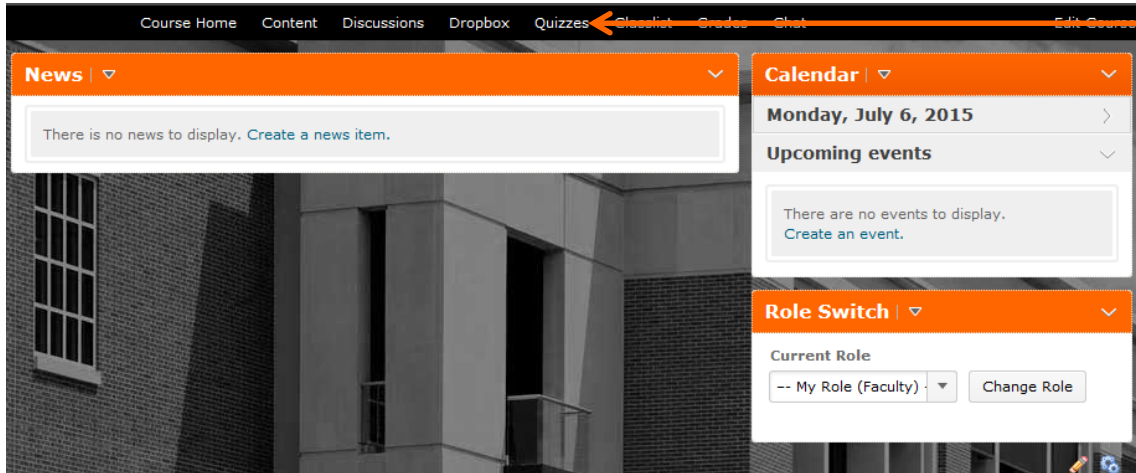 Course Home Content Discussions Dropbox Quizzes Classlist Grades Chat Edit Course
News
There is no news to display. Create a news item.
Calendar
Monday, July 6, 2015
Upcoming events
There are no events to display.
Create an event.
Role Switch
Current Role
-- My Role (Faculty) -
Change Role